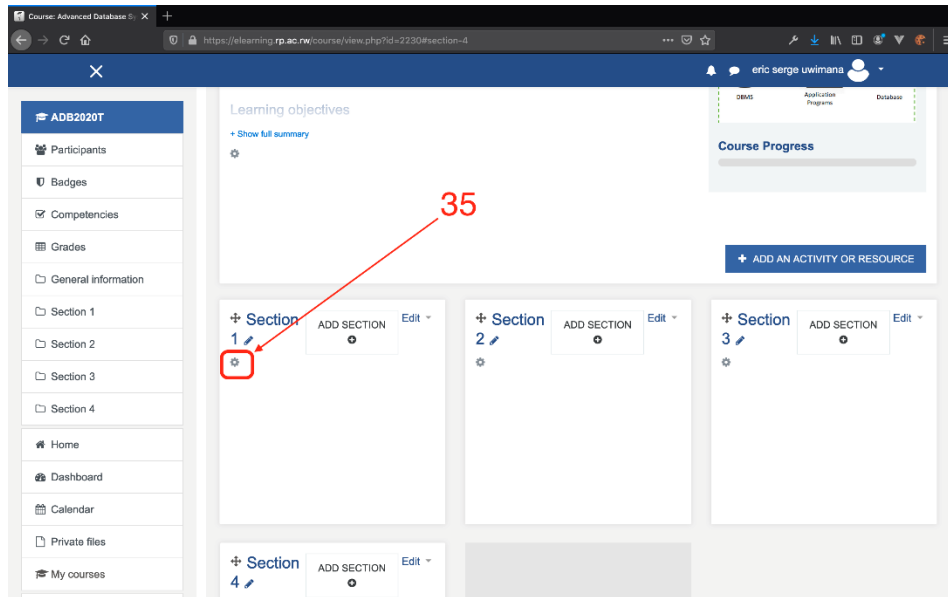 Course: Advanced Database Sy
https://elearning.rp.ac.rw/course/view.php?id=2230#section-4
eric serge uwimana
ADB2020T
Participants
Badges
Competencies
Grades
General information
Section 1
Section 2
Section 3
Section 4
Home
Dashboard
Calendar
Private files
My courses
Learning objectives
+ Show full summary
DBMS
Application Programs
Database
Course Progress
35
+ ADD AN ACTIVITY OR RESOURCE
Section 1
ADD SECTION
Edit
Section 2
ADD SECTION
Edit
Section 3
ADD SECTION
Edit
Section 4
ADD SECTION
Edit